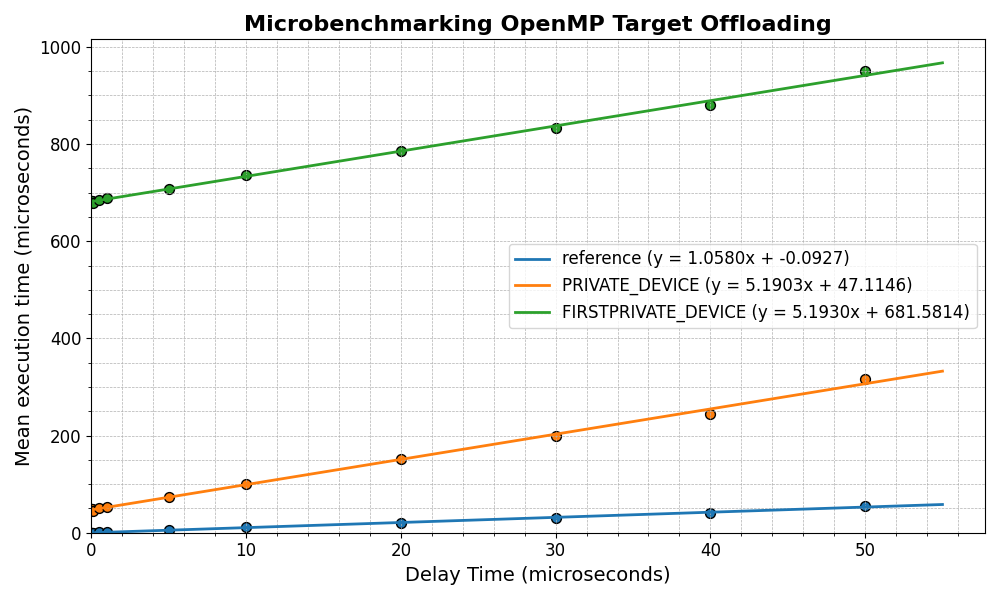 Microbenchmarking OpenMP Target Offloading
Mean execution time (microseconds)
1000
800
600
400
200
0
reference (y = 1.0580x + -0.0927)
PRIVATE_DEVICE (y = 5.1903x + 47.1146)
FIRSTPRIVATE_DEVICE (y = 5.1930x + 681.5814)
0 10 20 30 40 50
Delay Time (microseconds)